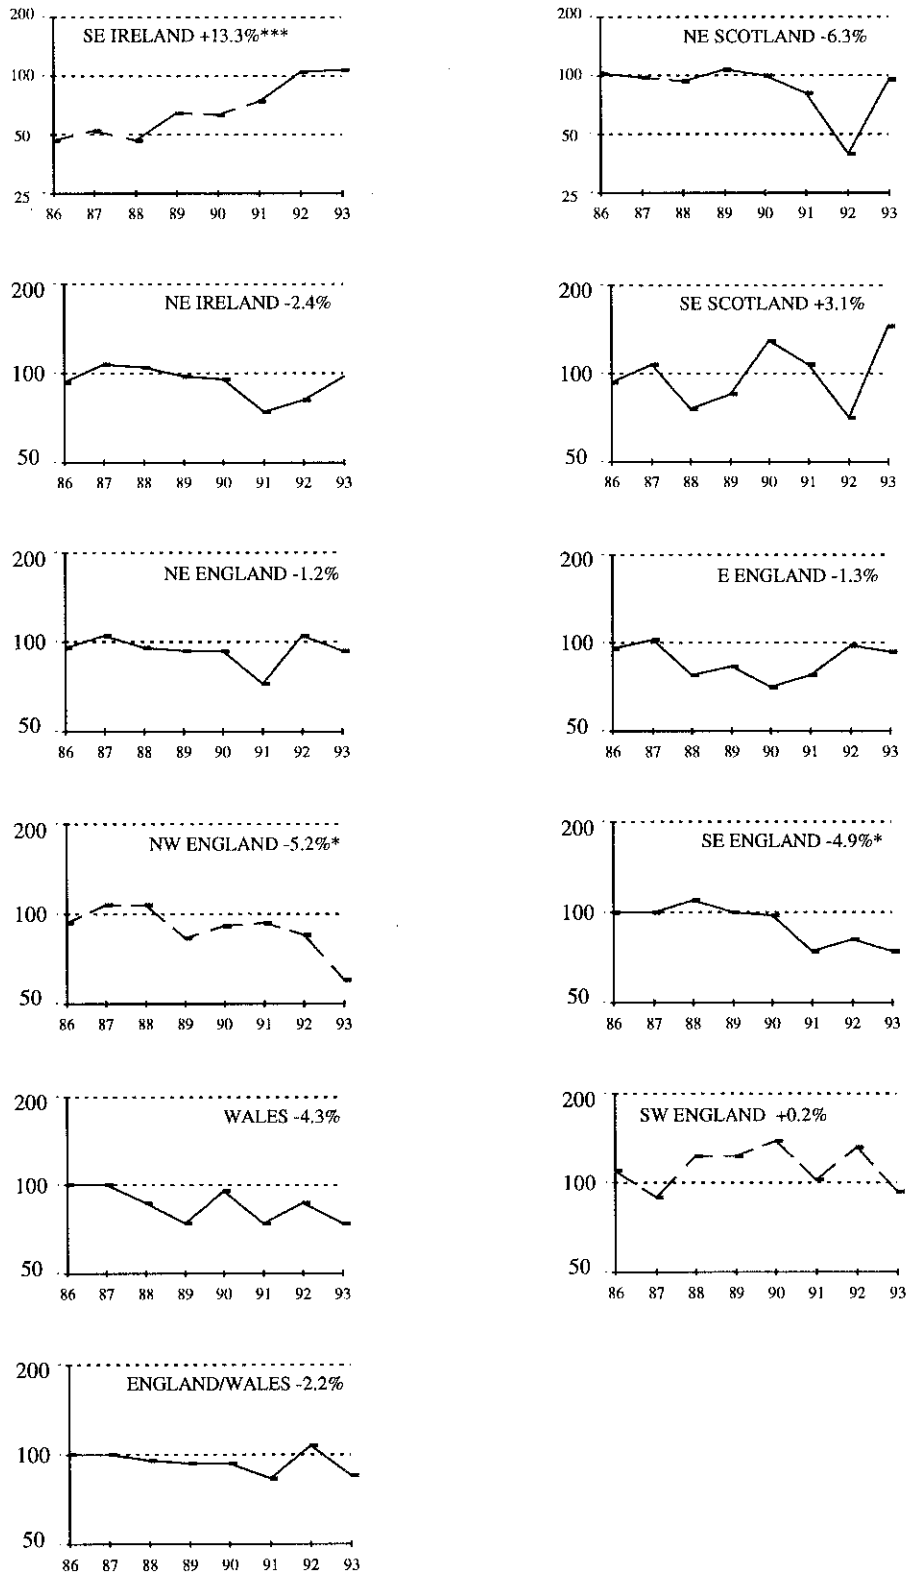 200
SE IRELAND +13.3%***
100
50
25
86 87 88 89 90 91 92 93
200
NE SCOTLAND -6.3%
100
50
25
86 87 88 89 90 91 92 93
200
NE IRELAND -2.4%
100
50
86 87 88 89 90 91 92 93
200
SE SCOTLAND +3.1%
100
50
86 87 88 89 90 91 92 93
200
NE ENGLAND -1.2%
100
50
86 87 88 89 90 91 92 93
200
E ENGLAND -1.3%
100
50
86 87 88 89 90 91 92 93
200
NW ENGLAND -5.2%*
100
50
86 87 88 89 90 91 92 93
200
SE ENGLAND -4.9%*
100
50
86 87 88 89 90 91 92 93
200
WALES -4.3%
100
50
86 87 88 89 90 91 92 93
200
SW ENGLAND +0.2%
100
50
86 87 88 89 90 91 92 93
200
ENGLAND/WALES -2.2%
100
50
86 87 88 89 90 91 92 93